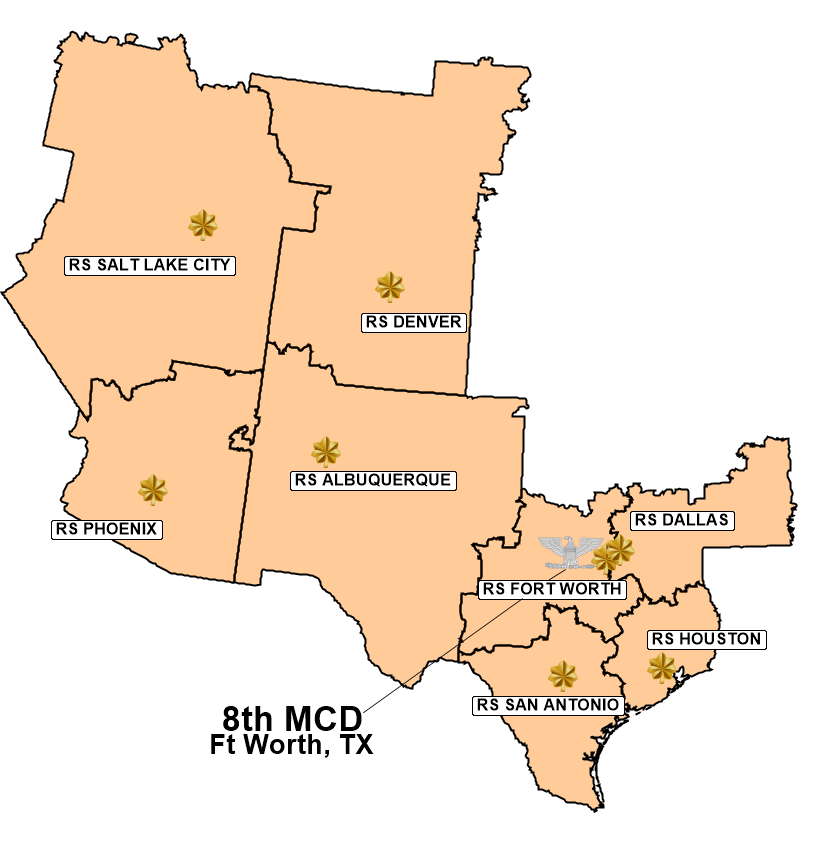 RS SALT LAKE CITY
RS DENVER
RS ALBUQUERQUE
RS PHOENIX
RS DALLAS
RS FORT WORTH
RS HOUSTON
RS SAN ANTONIO
8th MCD
Ft Worth, TX